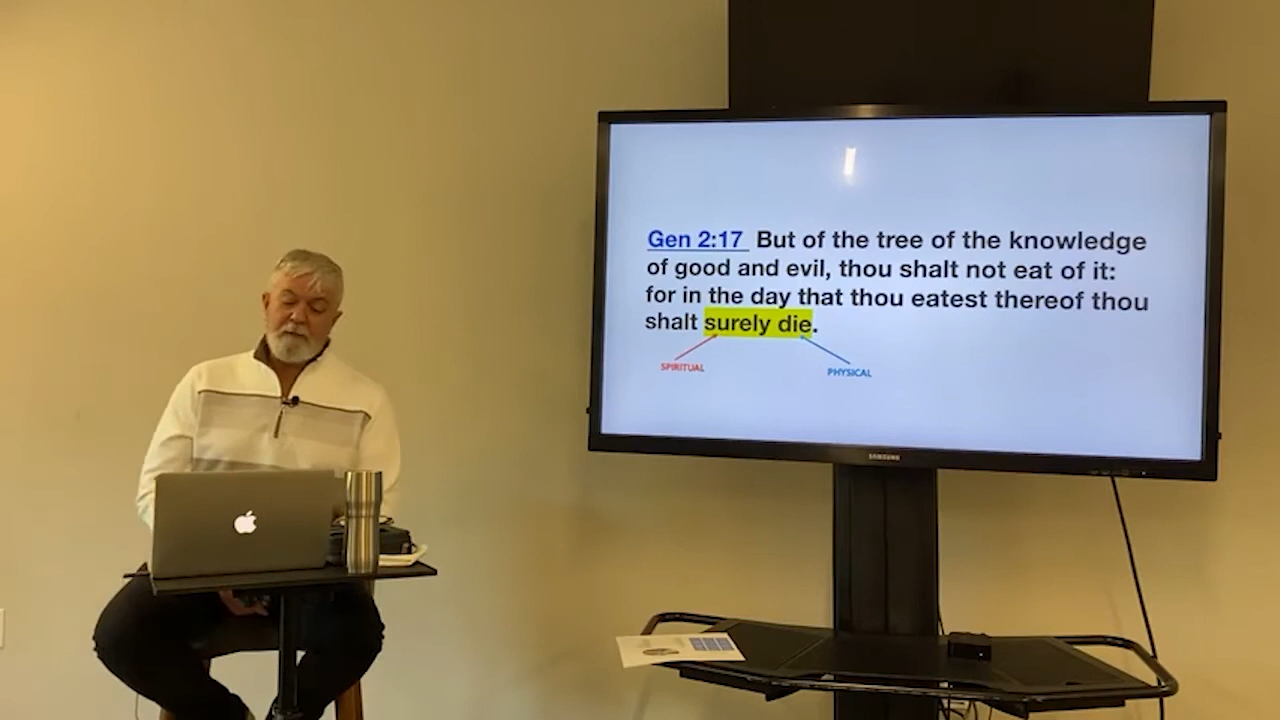 Gen 2:17 But of the tree of the knowledge
of good and evil, thou shalt not eat of it:
for in the day that thou eatest thereof thou
shalt surely die.
SPIRITUAL
PHYSICAL
SAMSUNG